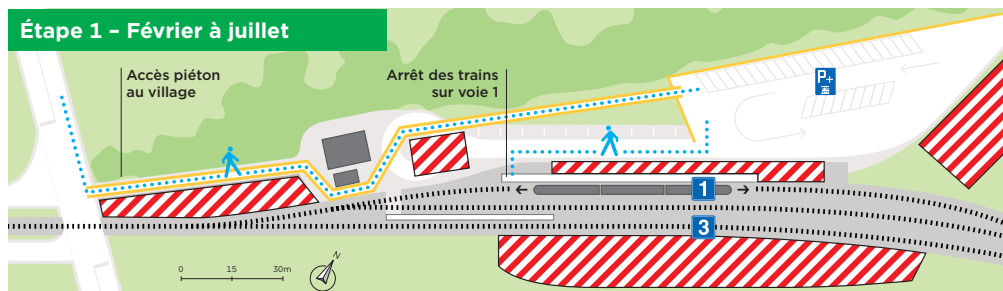 Étape 1 – Février à juillet
Accès piéton
au village
Arrêt des trains
sur voie 1
P+
1
3
0 15 30m
N